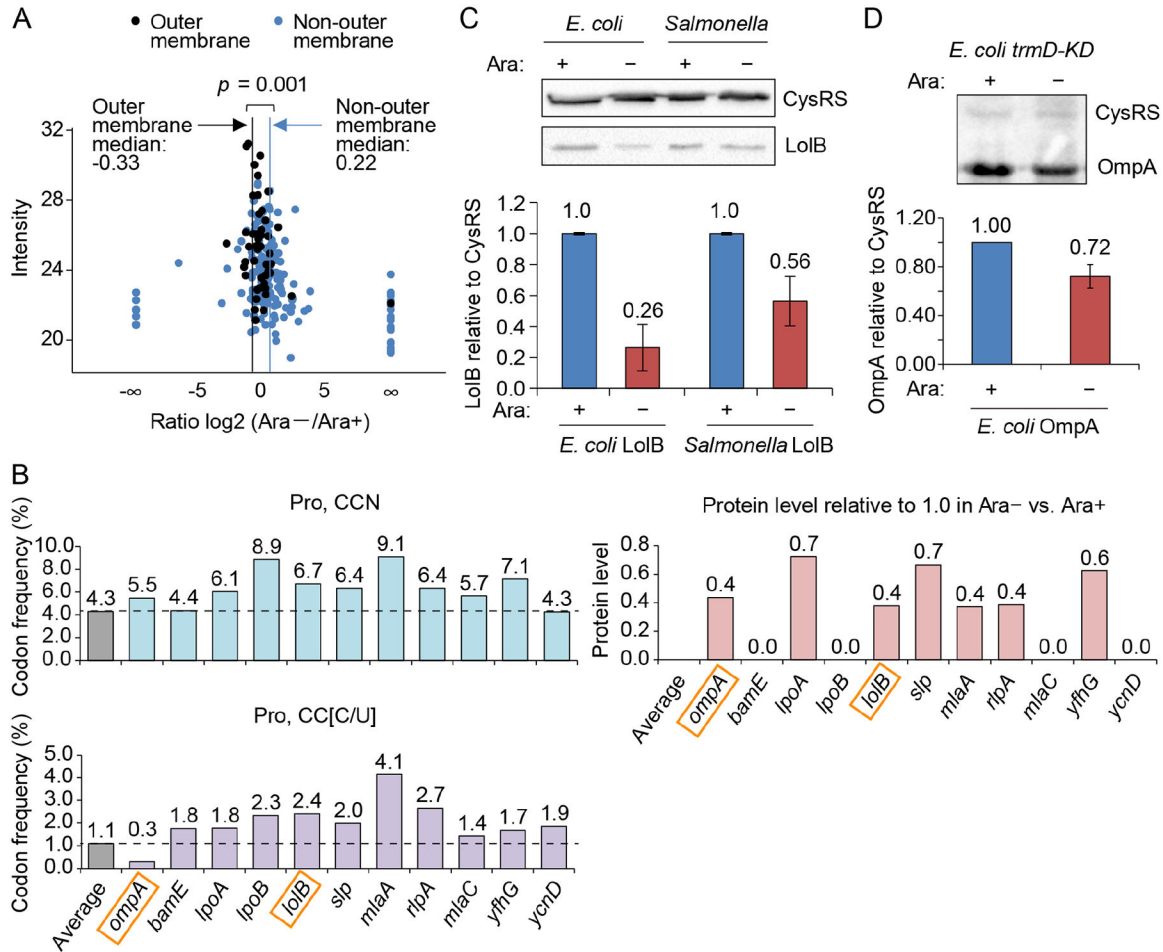 A
Outer
membrane
Non-outer
membrane
p = 0.001
Outer
membrane
median:
-0.33
Non-outer
membrane
median:
0.22
Intensity
32
28
24
20
-∞
-5
0
5
∞
Ratio log2 (Ara−/Ara+)
C
E. coli
Salmonella
Ara:
+
−
+
−
CysRS
LolB
LolB relative to CysRS
1.2
1.0
0.8
0.6
0.4
0.2
0.0
1.0
0.26
1.0
0.56
Ara:
+
−
+
−
E. coli LolB
Salmonella LolB
D
E. coli trmD-KD
Ara:
+
−
CysRS
OmpA
OmpA relative to CysRS
1.20
0.80
0.40
0.00
1.00
0.72
Ara:
+
−
E. coli OmpA
B
Pro, CCN
Codon frequency (%)
10.0
8.0
6.0
4.0
2.0
0.0
4.3
5.5
4.4
6.1
8.9
6.7
6.4
9.1
6.4
5.7
7.1
4.3
Pro, CC[C/U]
Codon frequency (%)
5.0
4.0
3.0
2.0
1.0
0.0
1.1
0.3
1.8
1.8
2.3
2.4
2.0
4.1
2.7
1.4
1.7
1.9
Average
ompA
bamE
lpoA
lpoB
lolB
slp
mlaA
rlpA
mlaC
yfhG
ycnD
Protein level relative to 1.0 in Ara− vs. Ara+
Protein level
0.8
0.6
0.4
0.2
0.0
0.4
0.0
0.7
0.0
0.4
0.7
0.4
0.4
0.0
0.6
0.0
Average
ompA
bamE
lpoA
lpoB
lolB
slp
mlaA
rlpA
mlaC
yfhG
ycnD